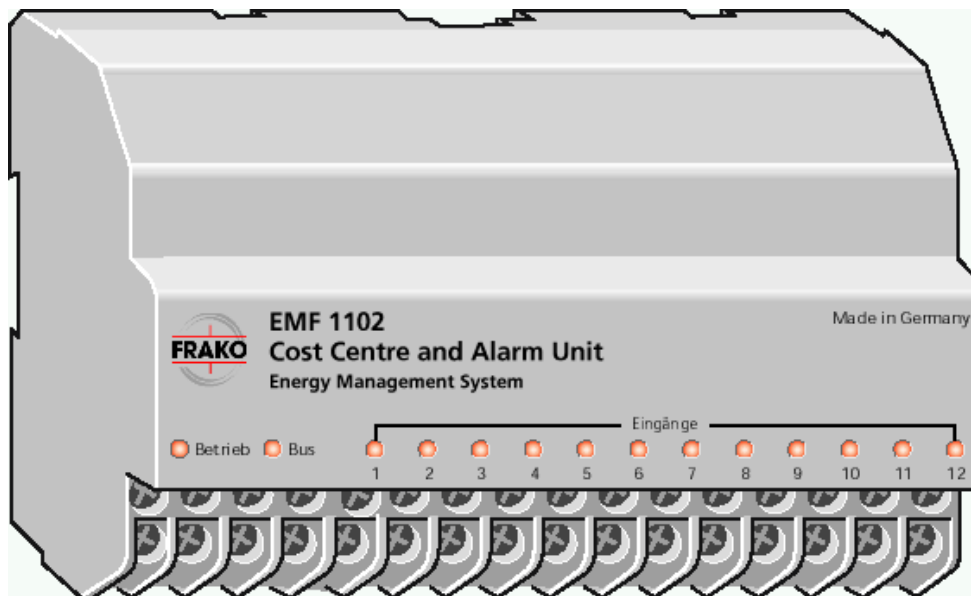 EMF 1102
Made in Germany
FRAKO
Cost Centre and Alarm Unit
Energy Management System
Eingänge
Betrieb Bus
1 2 3 4 5 6 7 8 9 10 11 12